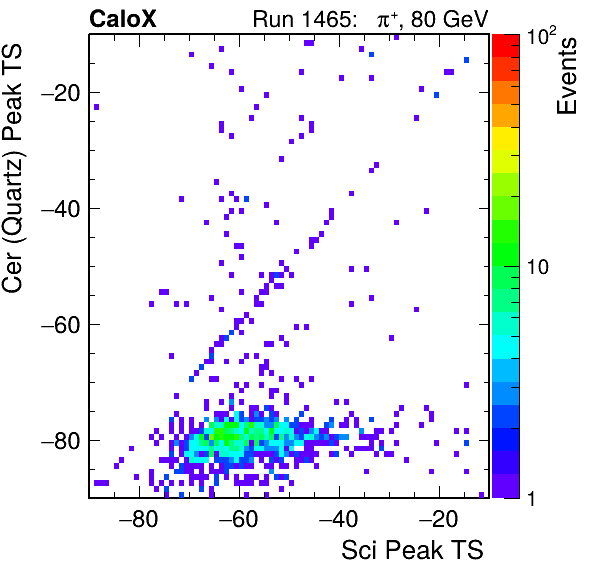 CaloX Run 1465: π⁺, 80 GeV
10²
10
1
Events
Cer (Quartz) Peak TS
−20
−40
−60
−80
−80 −60 −40 −20
Sci Peak TS